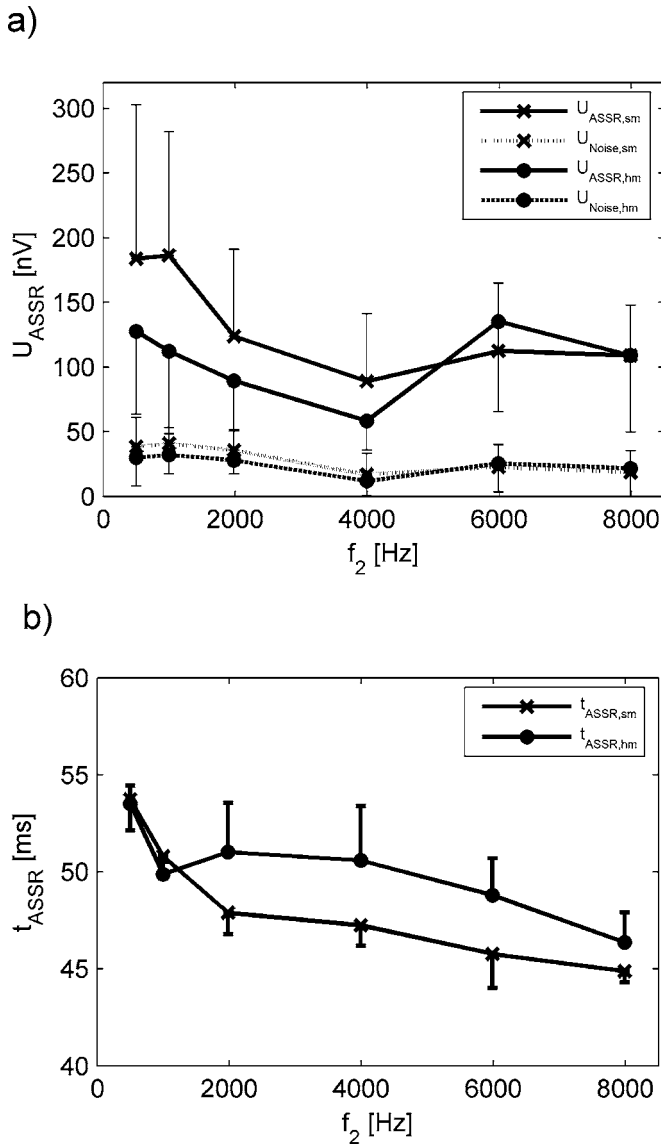 a)
300
250
200
150
100
50
0
U_ASSR [nV]
U_ASSR,sm
U_Noise,sm
U_ASSR,hm
U_Noise,hm
0 2000 4000 6000 8000
f_2 [Hz]
b)
60
55
50
45
40
t_ASSR [ms]
t_ASSR,sm
t_ASSR,hm
0 2000 4000 6000 8000
f_2 [Hz]